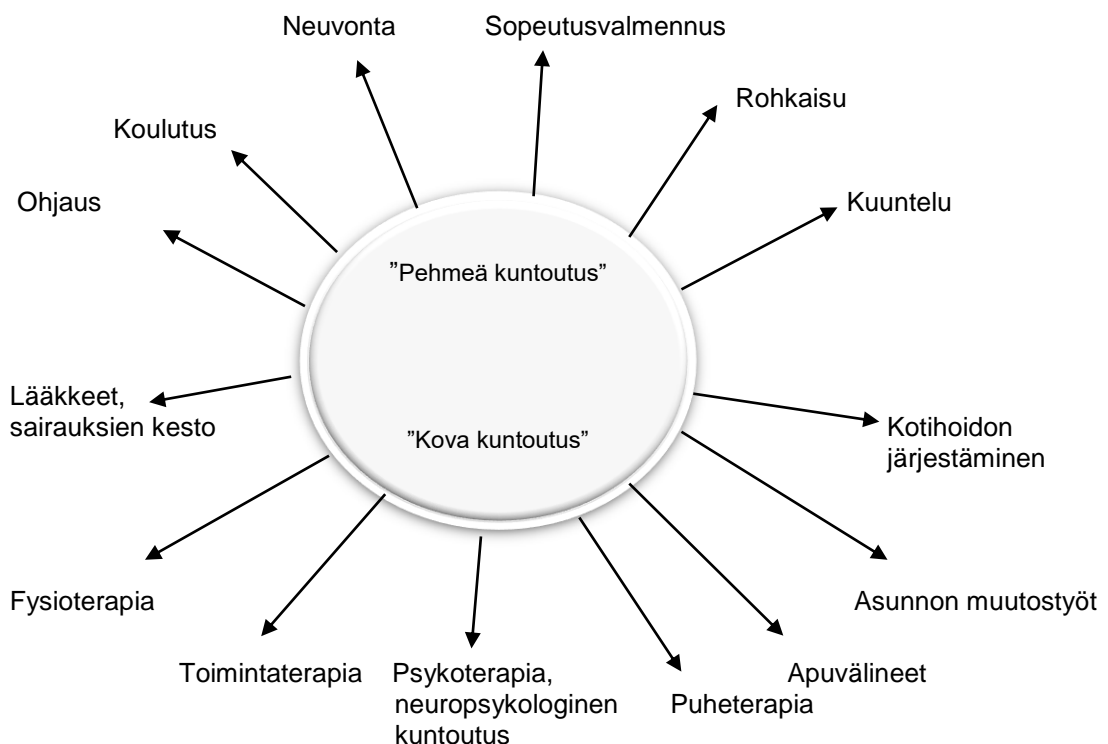 Neuvonta
Sopeutusvalmennus
Rohkaisu
Koulutus
Ohjaus
Kuuntelu
”Pehmeä kuntoutus”
Lääkkeet,
sairauksien kesto
”Kova kuntoutus”
Kotihoidon
järjestäminen
Fysioterapia
Asunnon muutostyöt
Toimintaterapia
Psykoterapia,
neuropsykologinen
kuntoutus
Apuvälineet
Puheterapia